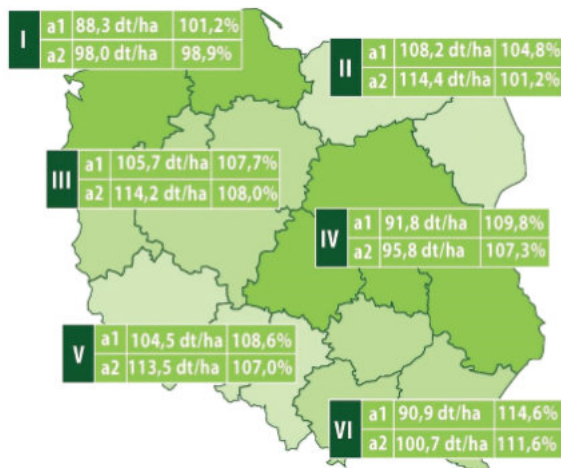 I
a1 88,3 dt/ha 101,2%
a2 98,0 dt/ha 98,9%
II
a1 108,2 dt/ha 104,8%
a2 114,4 dt/ha 101,2%
III
a1 105,7 dt/ha 107,7%
a2 114,2 dt/ha 108,0%
IV
a1 91,8 dt/ha 109,8%
a2 95,8 dt/ha 107,3%
V
a1 104,5 dt/ha 108,6%
a2 113,5 dt/ha 107,0%
VI
a1 90,9 dt/ha 114,6%
a2 100,7 dt/ha 111,6%